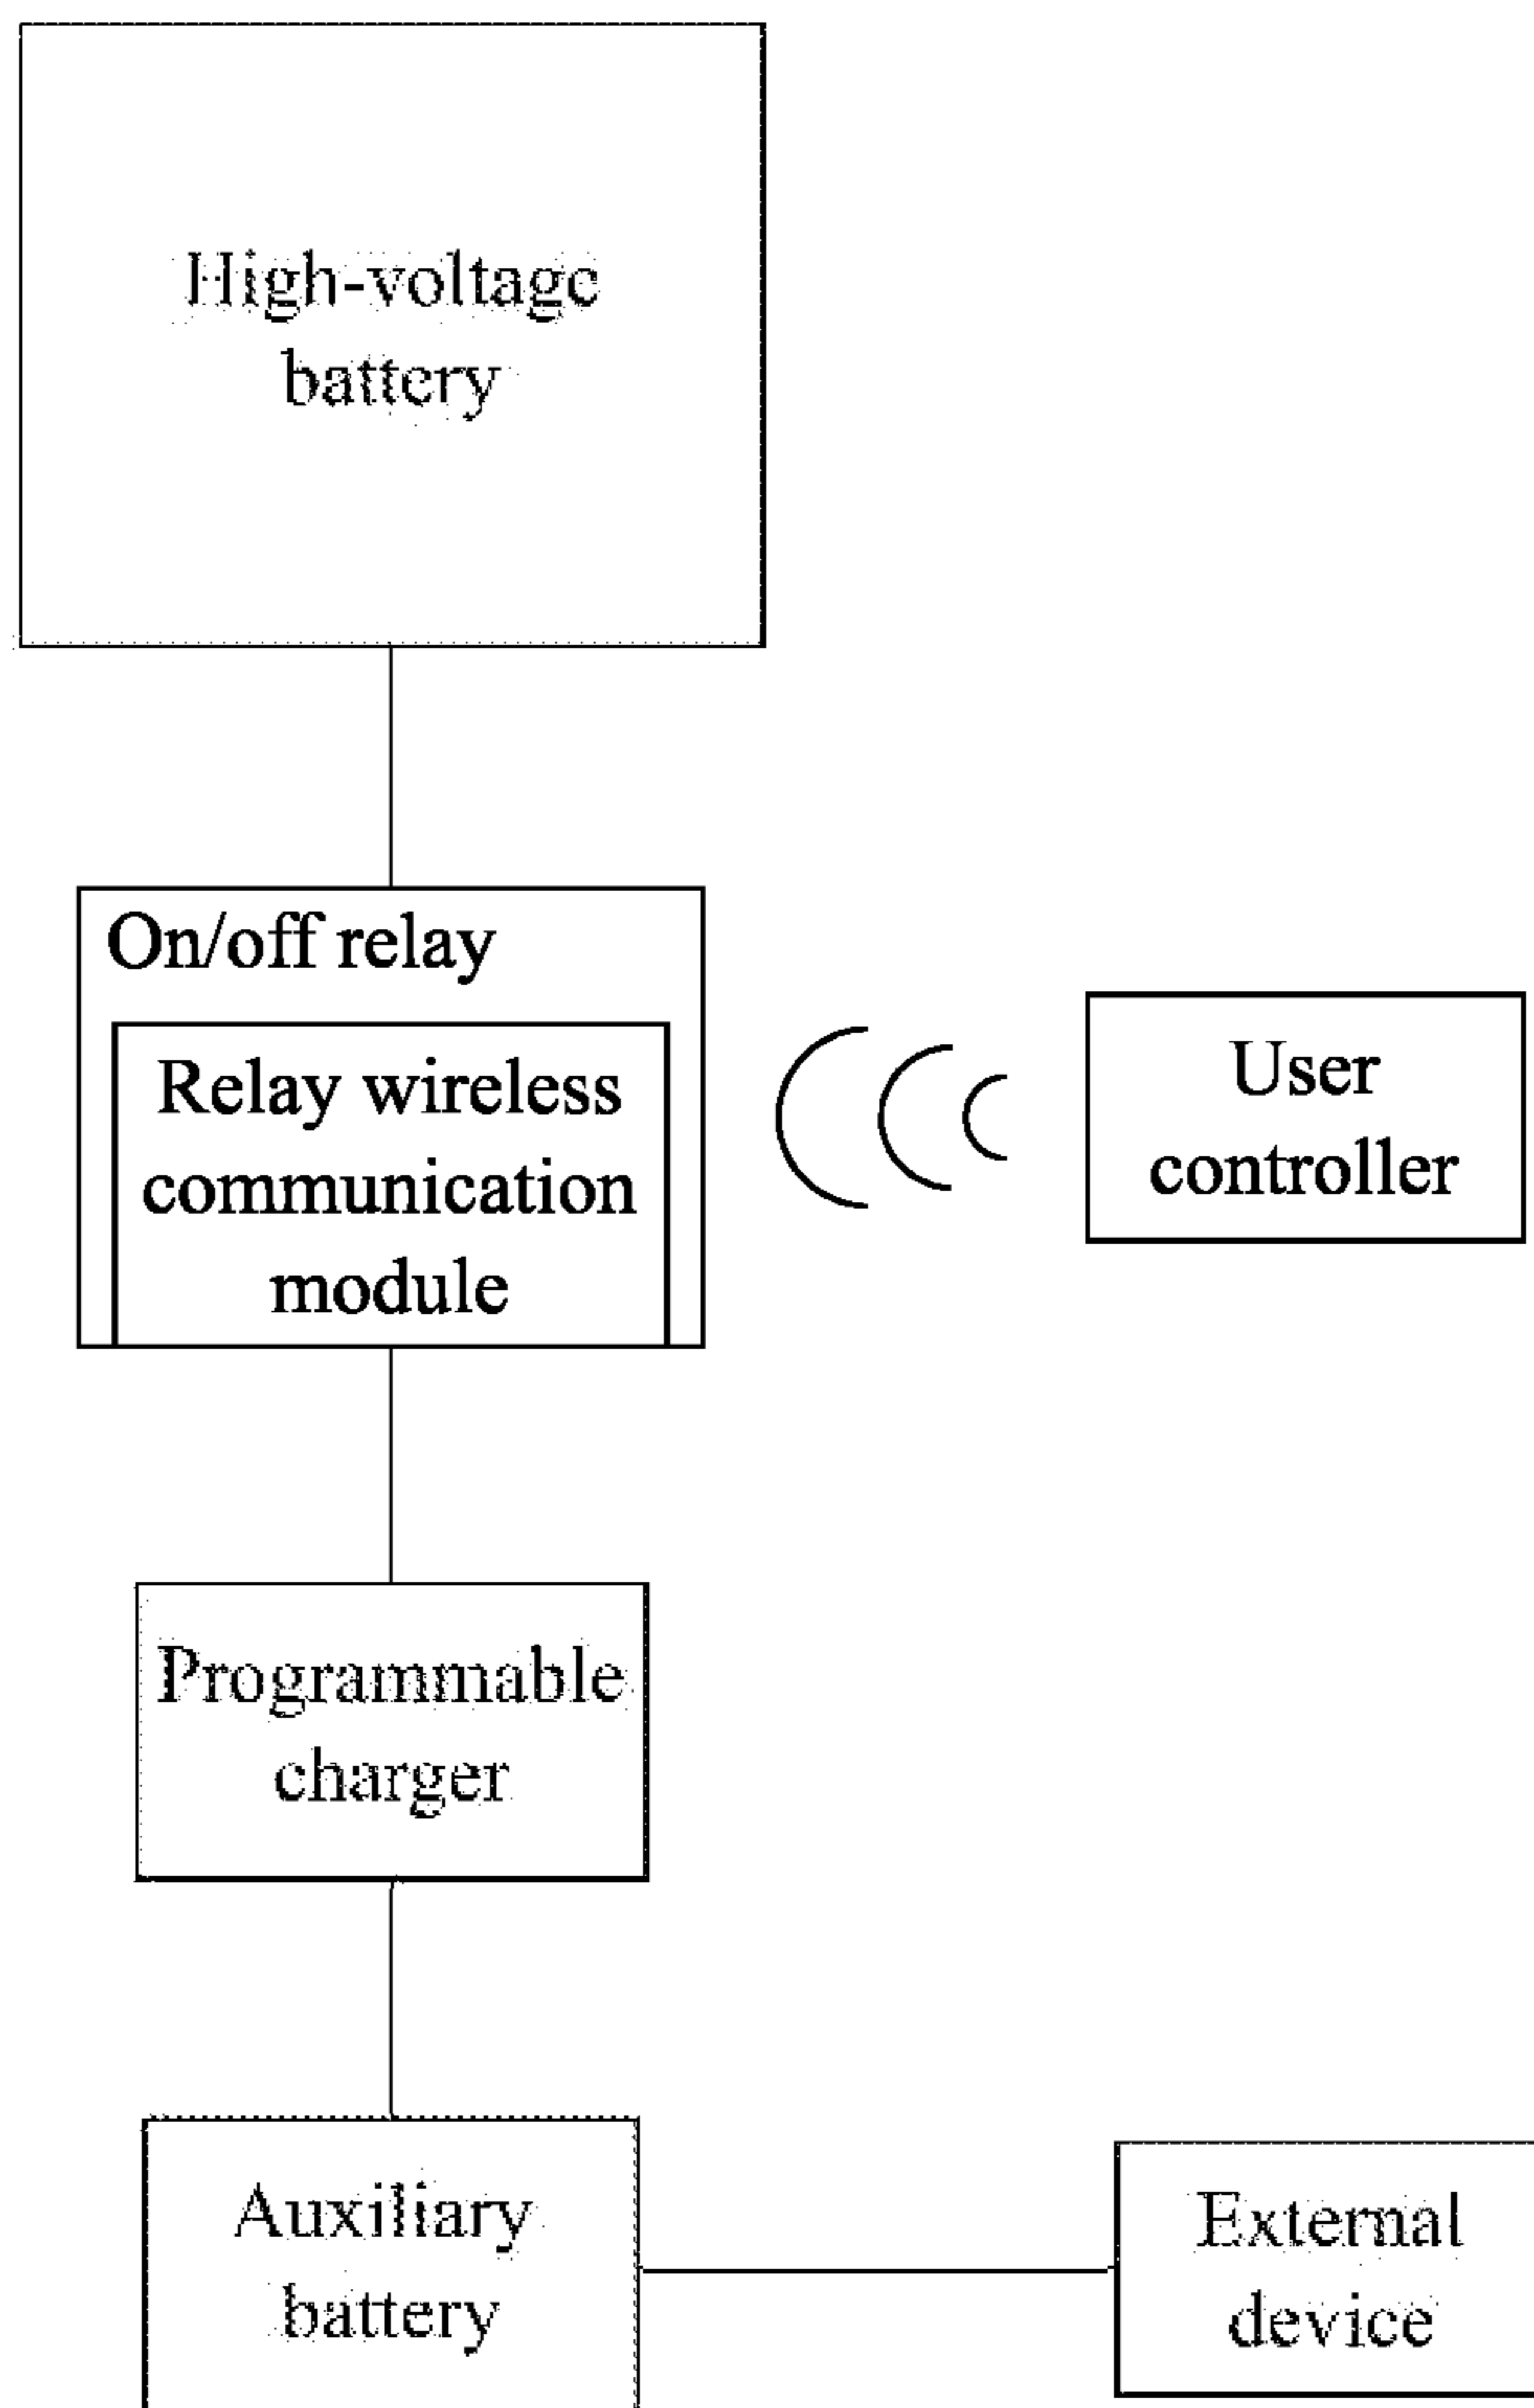 High-voltage
battery
On/off relay
Relay wireless
communication
module
User
controller
Programmable
charger
Auxiliary
battery
External
device